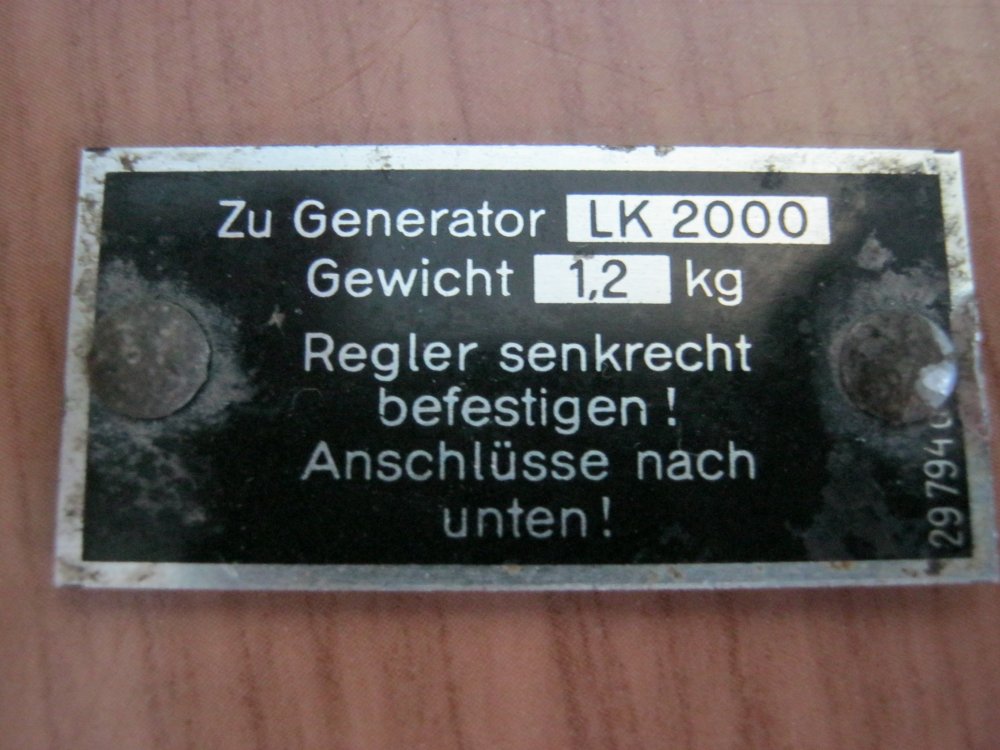 Zu Generator LK 2000
Gewicht 1,2 kg
Regler senkrecht
befestigen !
Anschlüsse nach
unten !